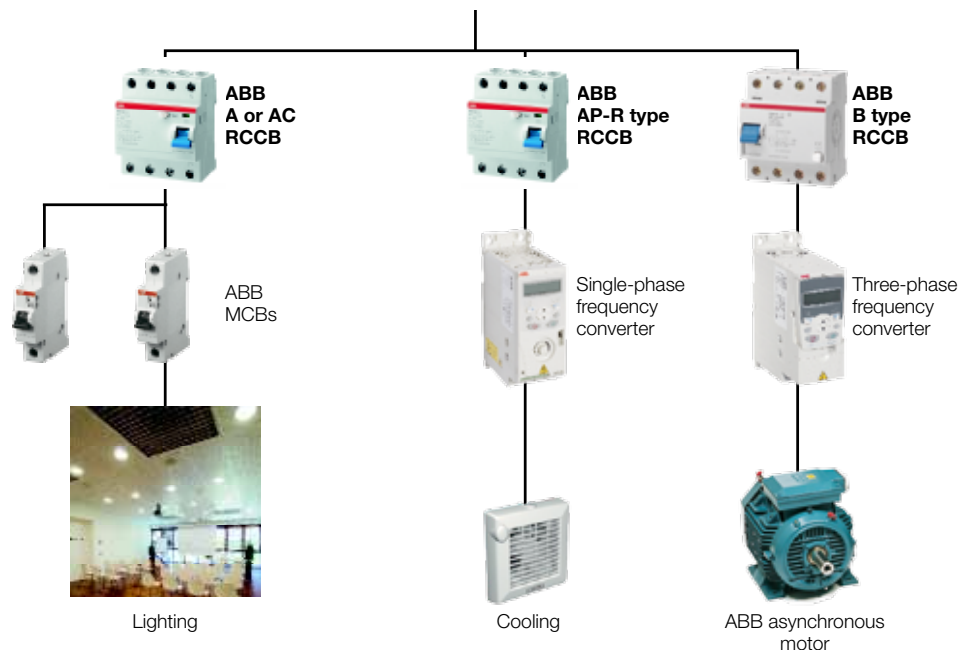 ABB
A or AC
RCCB
ABB
AP-R type
RCCB
ABB
B type
RCCB
ABB
MCBs
Single-phase
frequency
converter
Three-phase
frequency
converter
Lighting
Cooling
ABB asynchronous
motor